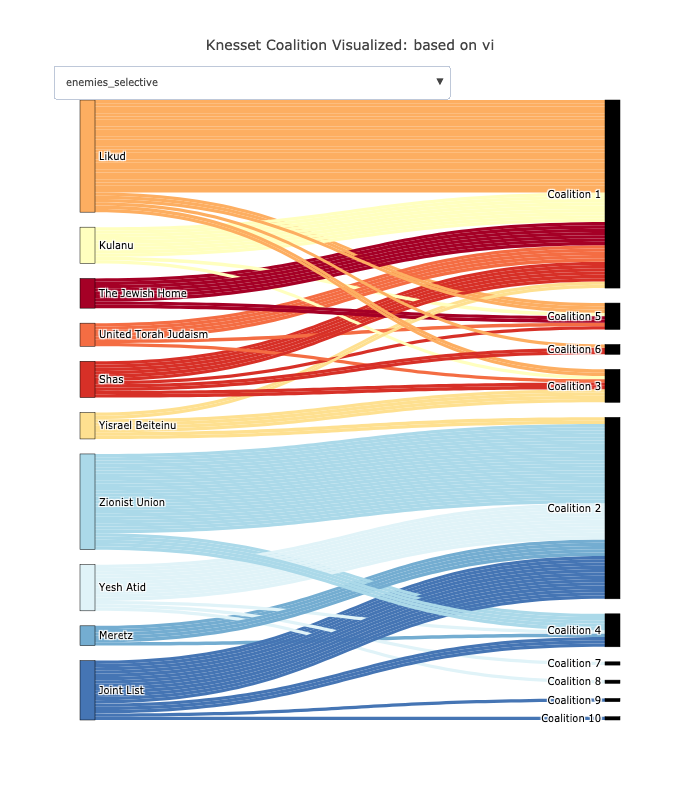 Knesset Coalition Visualized: based on vi
enemies_selective
Likud
Kulanu
The Jewish Home
United Torah Judaism
Shas
Yisrael Beiteinu
Zionist Union
Yesh Atid
Meretz
Joint List
Coalition 1
Coalition 5
Coalition 6
Coalition 3
Coalition 2
Coalition 4
Coalition 7
Coalition 8
Coalition 9
Coalition 10